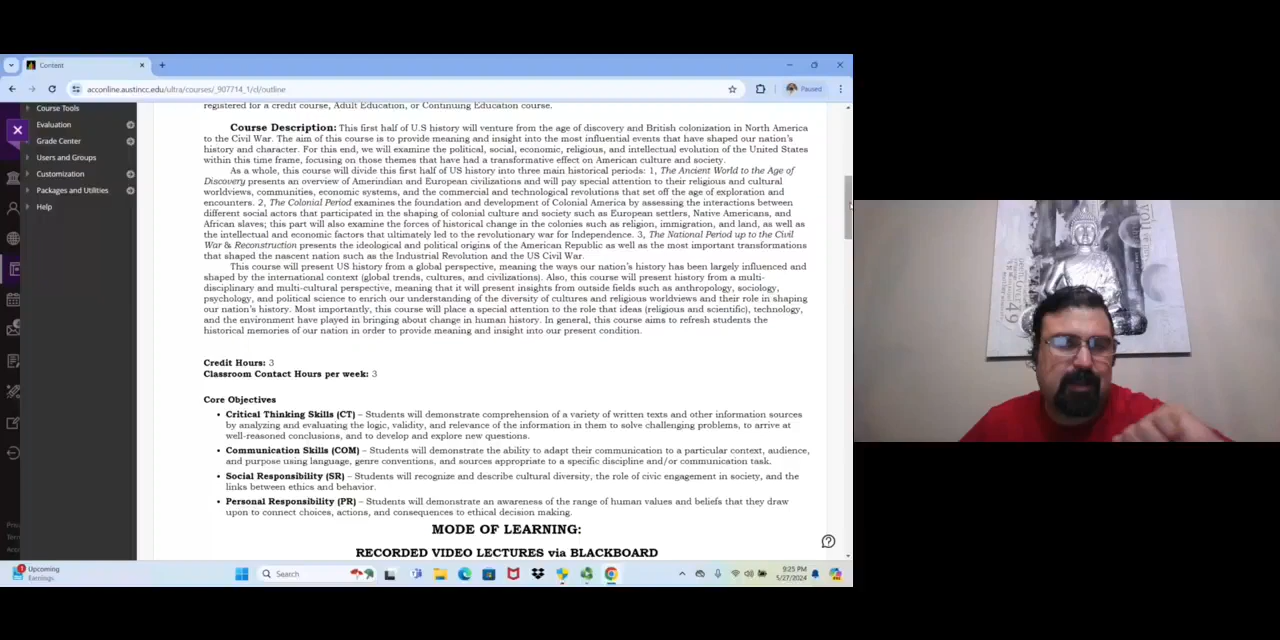 Content
acconline.austincc.edu/ultra/courses/_907714_1/cl/outline
Paused
Course Tools
Evaluation
Grade Center
Users and Groups
Customization
Packages and Utilities
Help
registered for a credit course, Adult Education, or Continuing Education course.
Course Description: This first half of U.S history will venture from the age of discovery and British colonization in North America
to the Civil War. The aim of this course is to provide meaning and insight into the most influential events that have shaped our nation's
history and character. For this end, we will examine the political, social, economic, religious, and intellectual evolution of the United States
within this time frame, focusing on those themes that have had a transformative effect on American culture and society.
As a whole, this course will divide this first half of US history into three main historical periods: 1, The Ancient World to the Age of
Discovery presents an overview of Amerindian and European civilizations and will pay special attention to their religious and cultural
worldviews, communities, economic systems, and the commercial and technological revolutions that set off the age of exploration and
encounters. 2, The Colonial Period examines the foundation and development of Colonial America by assessing the interactions between
different social actors that participated in the shaping of colonial culture and society such as European settlers, Native Americans, and
African slaves; this part will also examine the forces of historical change in the colonies such as religion, immigration, and land, as well as
the intellectual and economic factors that ultimately led to the revolutionary war for Independence. 3, The National Period up to the Civil
War & Reconstruction presents the ideological and political origins of the American Republic as well as the most important transformations
that shaped the nascent nation such as the Industrial Revolution and the US Civil War.
This course will present US history from a global perspective, meaning the ways our nation's history has been largely influenced and
shaped by the international context (global trends, cultures, and civilizations). Also, this course will present history from a multi-
disciplinary and multi-cultural perspective, meaning that it will present insights from outside fields such as anthropology, sociology,
psychology, and political science to enrich our understanding of the diversity of cultures and religious worldviews and their role in shaping
our nation's history. Most importantly, this course will place a special attention to the role that ideas (religious and scientific), technology,
and the environment have played in bringing about change in human history. In general, this course aims to refresh students the
historical memories of our nation in order to provide meaning and insight into our present condition.
Credit Hours: 3
Classroom Contact Hours per week: 3
Core Objectives
• Critical Thinking Skills (CT) – Students will demonstrate comprehension of a variety of written texts and other information sources
by analyzing and evaluating the logic, validity, and relevance of the information in them to solve challenging problems, to arrive at
well-reasoned conclusions, and to develop and explore new questions.
• Communication Skills (COM) – Students will demonstrate the ability to adapt their communication to a particular context, audience,
and purpose using language, genre conventions, and sources appropriate to a specific discipline and/or communication task.
• Social Responsibility (SR) – Students will recognize and describe cultural diversity, the role of civic engagement in society, and the
links between ethics and behavior.
• Personal Responsibility (PR) – Students will demonstrate an awareness of the range of human values and beliefs that they draw
upon to connect choices, actions, and consequences to ethical decision making.
MODE OF LEARNING:
RECORDED VIDEO LECTURES via BLACKBOARD
Upcoming
Earnings
Search
9:25 PM
5/27/2024
49